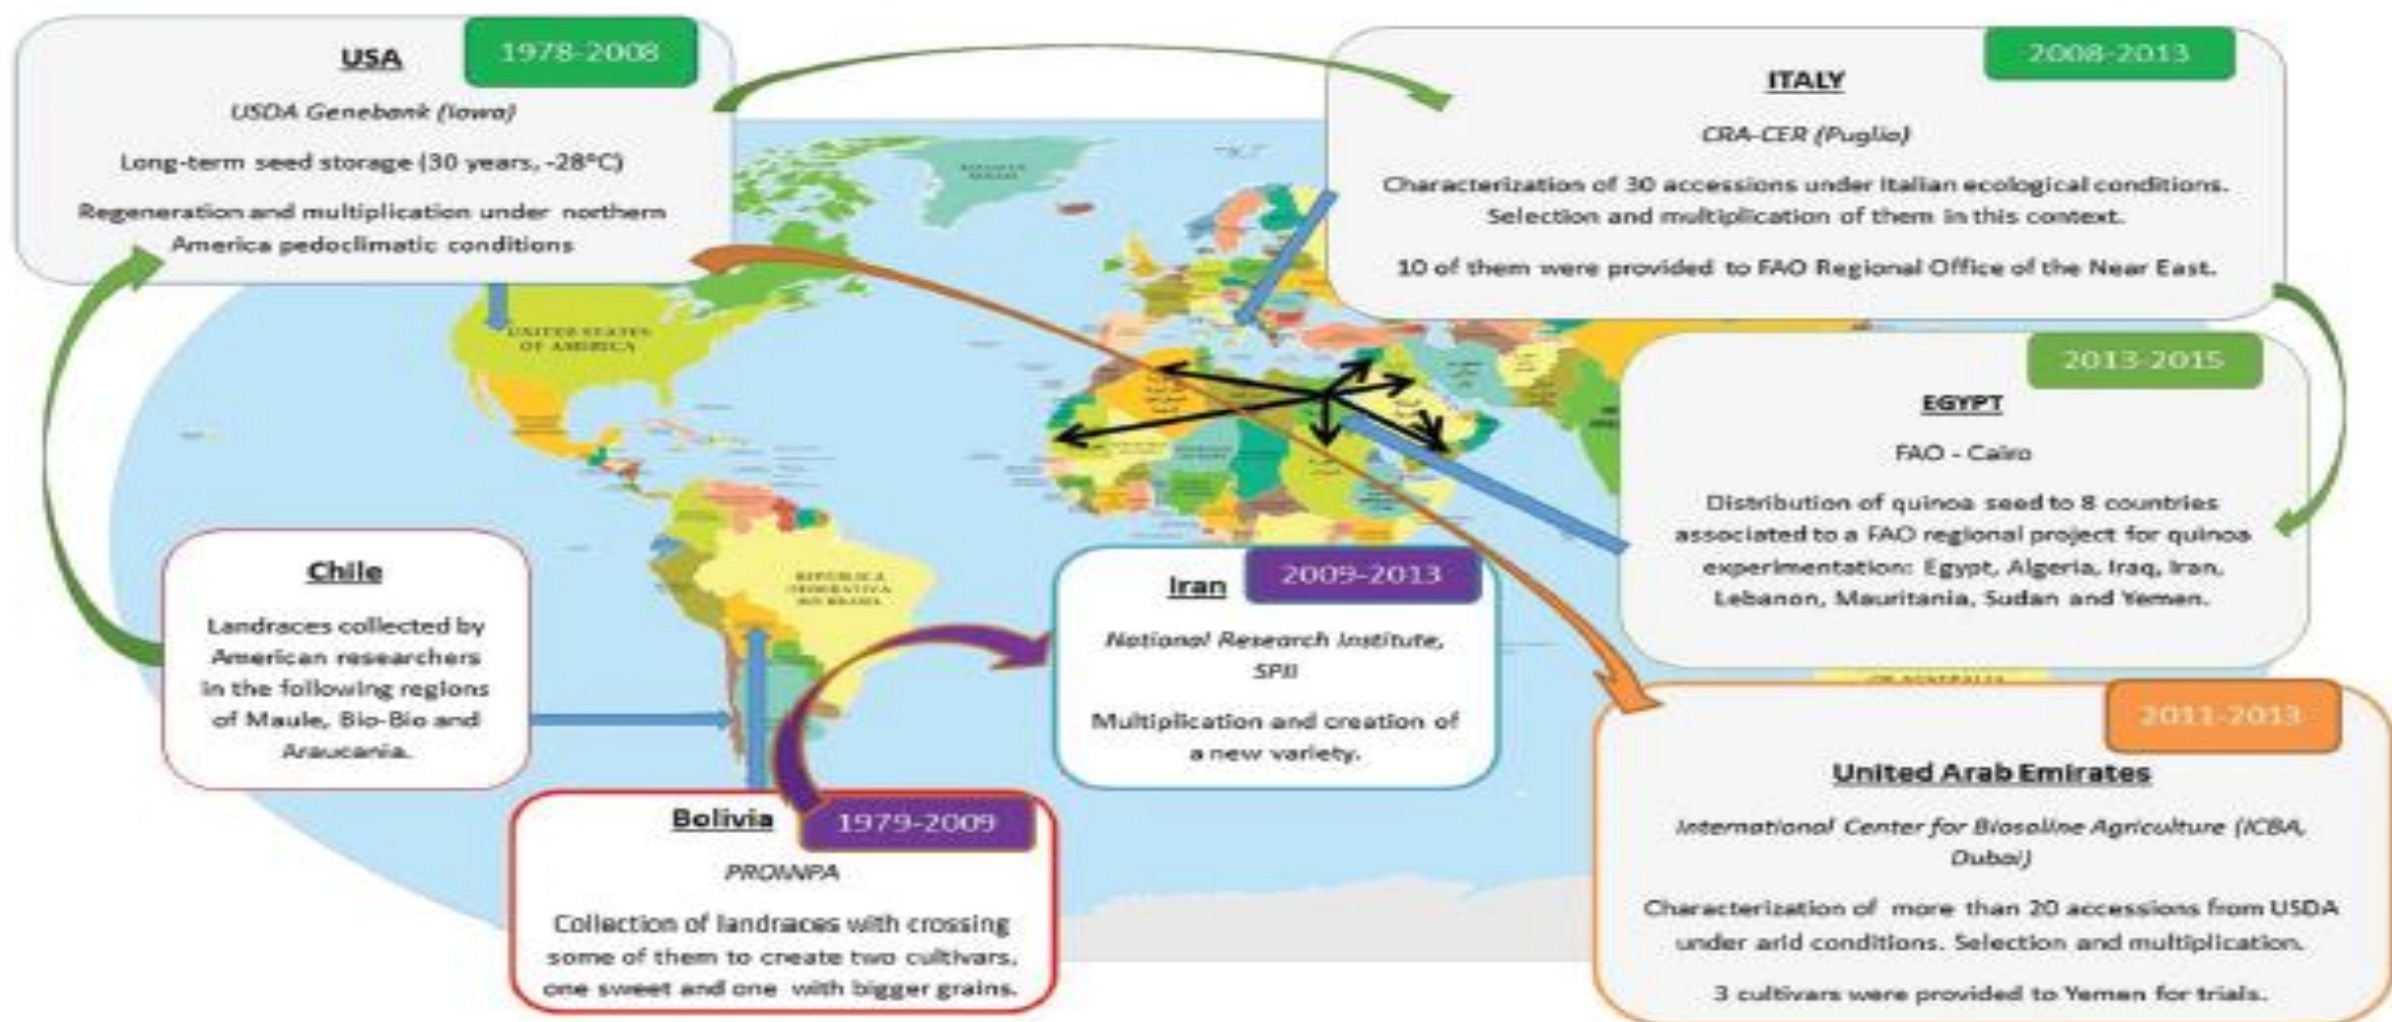 USA
1978-2008
USDA Genebank (Iowa)
Long-term seed storage (30 years, -28°C)
Regeneration and multiplication under northern
America pedoclimatic conditions
2008-2013
ITALY
CRA-CER (Puglia)
Characterization of 30 accessions under Italian ecological conditions.
Selection and multiplication of them in this context.
10 of them were provided to FAO Regional Office of the Near East.
UNITED STATES
OF AMERICA
2013-2015
EGYPT
FAO - Cairo
Distribution of quinoa seed to 8 countries
associated to a FAO regional project for quinoa
experimentation: Egypt, Algeria, Iraq, Iran,
Lebanon, Mauritania, Sudan and Yemen.
Chile
Landraces collected by
American researchers
in the following regions
of Maule, Bio-Bio and
Araucania.
Iran
2009-2013
National Research Institute,
SPII
Multiplication and creation of
a new variety.
Bolivia
1979-2009
PROINNPA
Collection of landraces with crossing
some of them to create two cultivars,
one sweet and one with bigger grains.
2011-2013
United Arab Emirates
International Center for Biosaline Agriculture (ICBA,
Dubai)
Characterization of more than 20 accessions from USDA
under arid conditions. Selection and multiplication.
3 cultivars were provided to Yemen for trials.